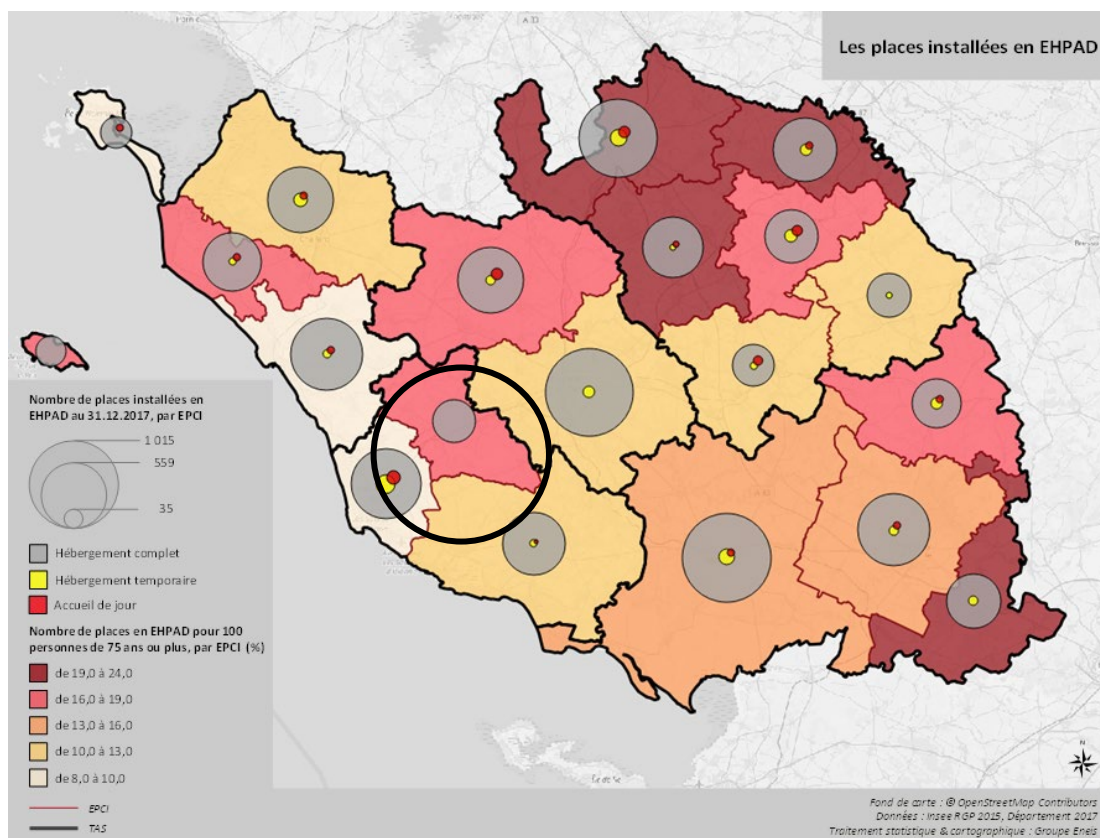 Les places installées en EHPAD
Nombre de places installées en
EHPAD au 31.12.2017, par EPCI
1 015
559
35
Hébergement complet
Hébergement temporaire
Accueil de jour
Nombre de places en EHPAD pour 100
personnes de 75 ans ou plus, par EPCI (%)
de 19,0 à 24,0
de 16,0 à 19,0
de 13,0 à 16,0
de 10,0 à 13,0
de 8,0 à 10,0
EPCI
TAS
N
Fond de carte : © OpenStreetMap Contributors
Données : Insee RGP 2015, Département 2017
Traitement statistique & cartographique : Groupe Eneis